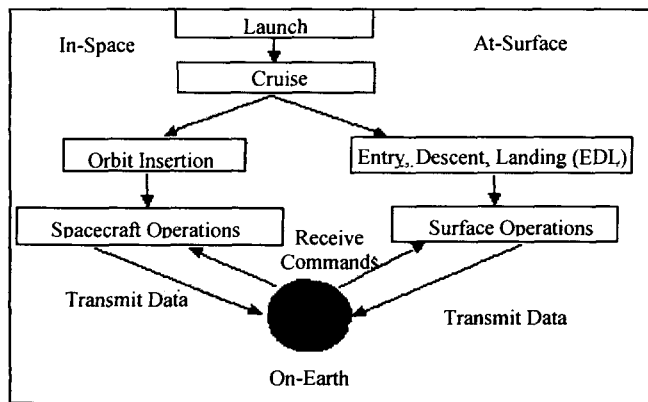 Launch
In-Space
At-Surface
Cruise
Orbit Insertion
Entry, Descent, Landing (EDL)
Spacecraft Operations
Surface Operations
Receive
Commands
Transmit Data
Transmit Data
On-Earth